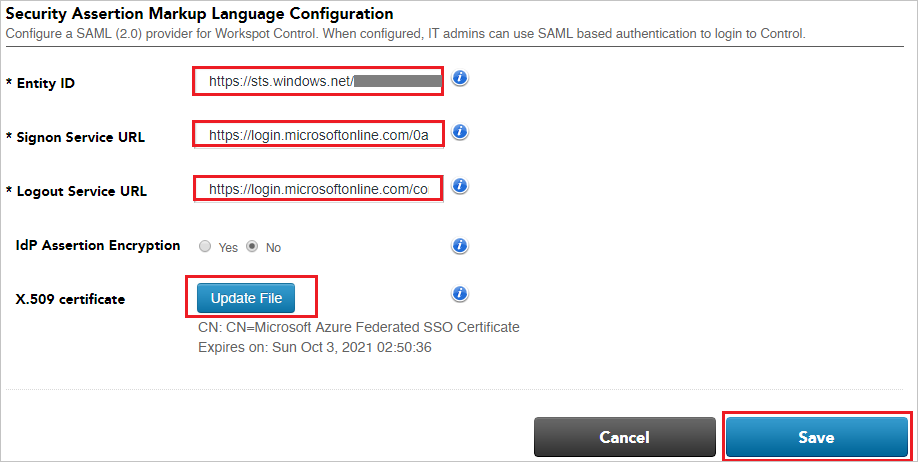 Security Assertion Markup Language Configuration
Configure a SAML (2.0) provider for Workspot Control. When configured, IT admins can use SAML based authentication to login to Control.
* Entity ID https://sts.windows.net/ i
* Signon Service URL https://login.microsoftonline.com/0a i
* Logout Service URL https://login.microsoftonline.com/co i
IdP Assertion Encryption Yes No i
X.509 certificate Update File i
CN: CN=Microsoft Azure Federated SSO Certificate
Expires on: Sun Oct 3, 2021 02:50:36
Cancel Save